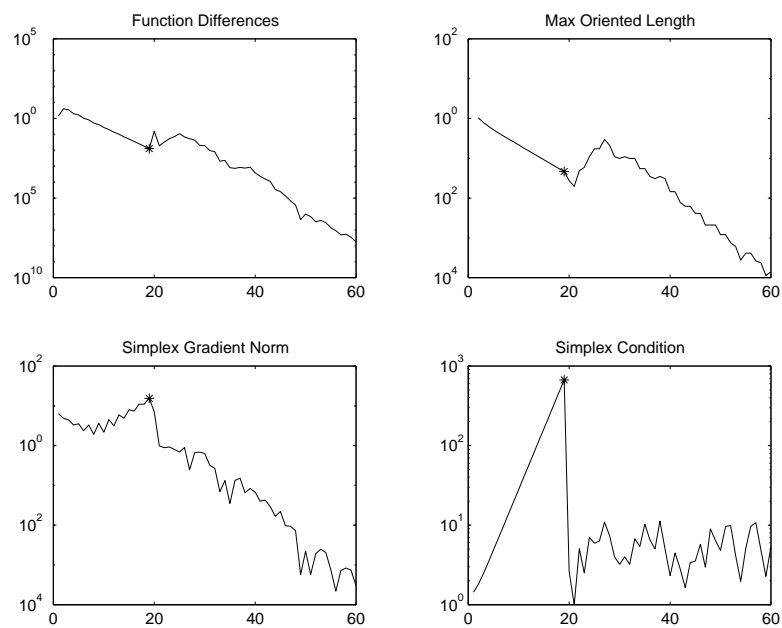 Function Differences
10^5
10^0
10^5
10^10
0 20 40 60
Max Oriented Length
10^2
10^0
10^2
10^4
0 20 40 60
Simplex Gradient Norm
10^2
10^0
10^2
10^4
0 20 40 60
Simplex Condition
10^3
10^2
10^1
10^0
0 20 40 60